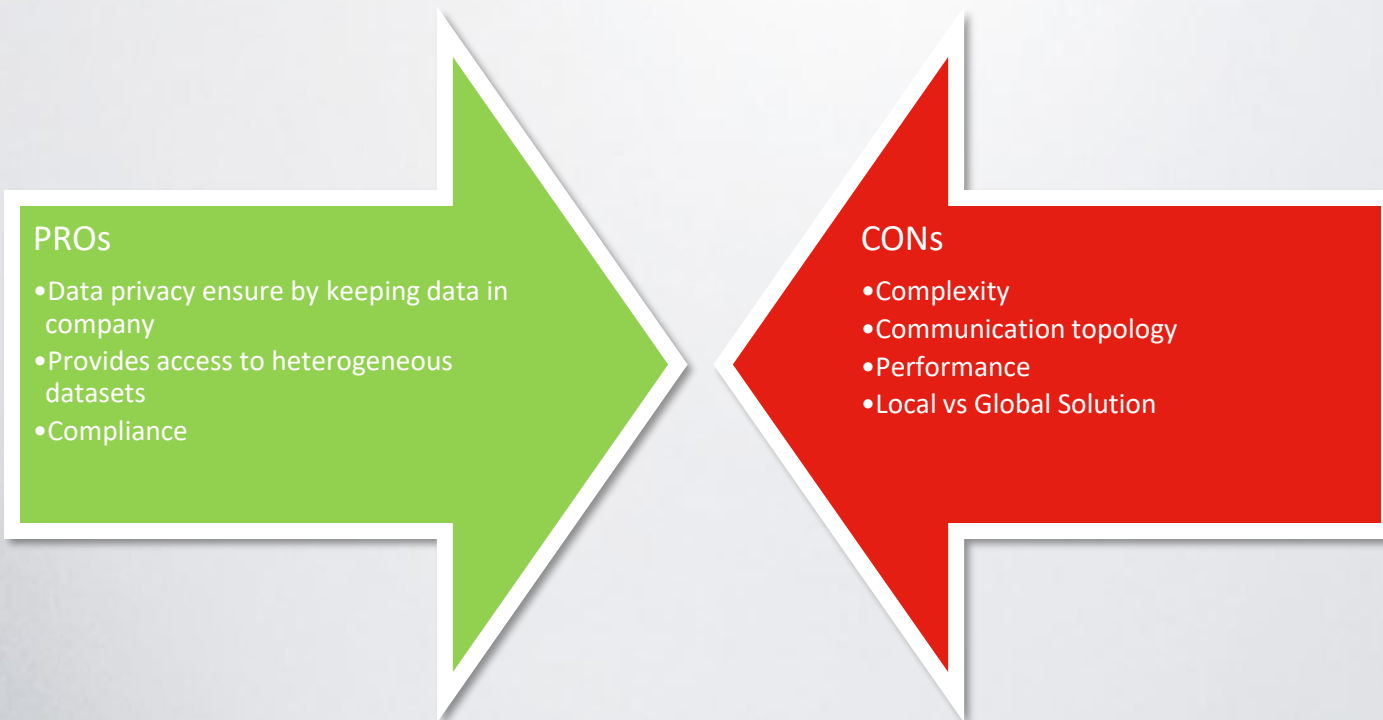 PROs
•Data privacy ensure by keeping data in
company
•Provides access to heterogeneous
datasets
•Compliance
CONs
•Complexity
•Communication topology
•Performance
•Local vs Global Solution